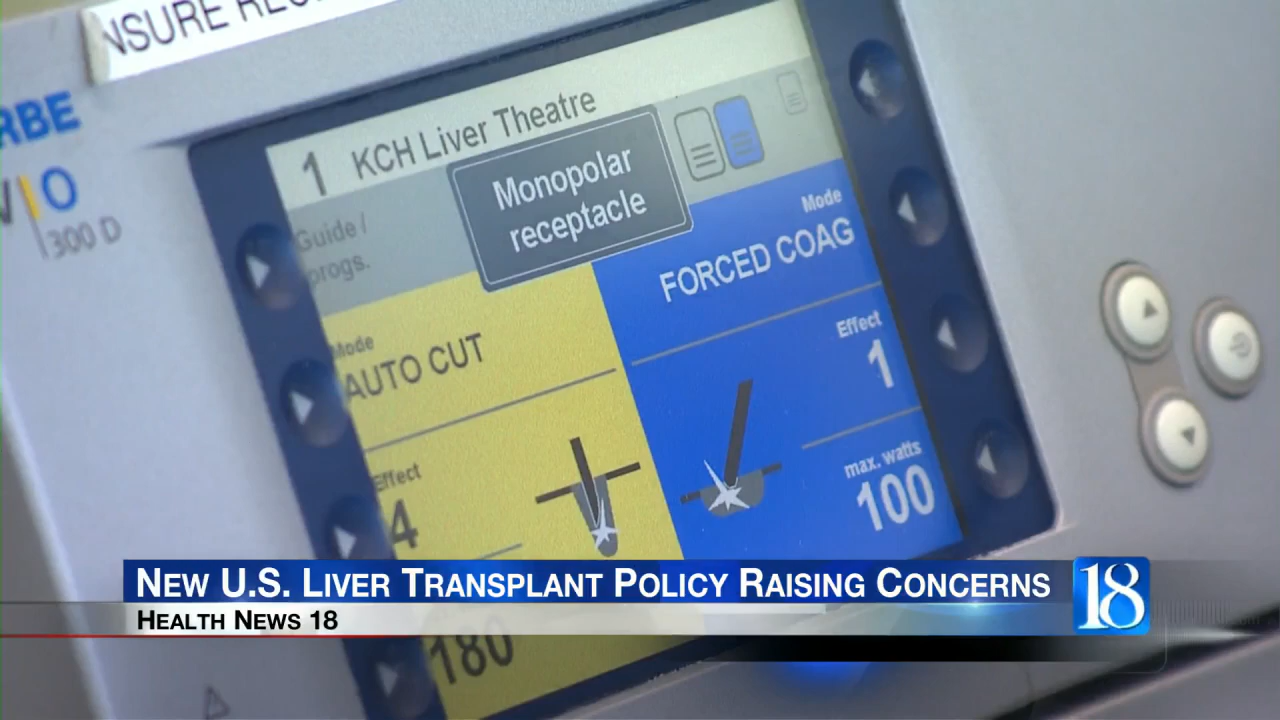 NSURE
RBE
VIO
300 D
1 KCH Liver Theatre
Monopolar
receptacle
Guide /
progs.
Mode
AUTO CUT
Effect
4
180
Mode
FORCED COAG
Effect
1
max. watts
100
NEW U.S. LIVER TRANSPLANT POLICY RAISING CONCERNS
HEALTH NEWS 18
18